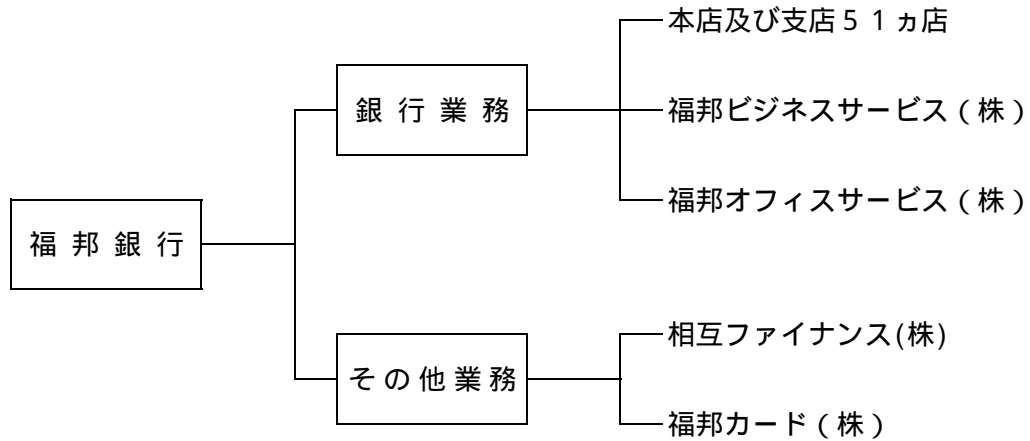 本店及び支店５１ヵ店
銀行業務
福邦ビジネスサービス（株）
福邦オフィスサービス（株）
福邦銀行
相互ファイナンス(株)
その他業務
福邦カード（株）